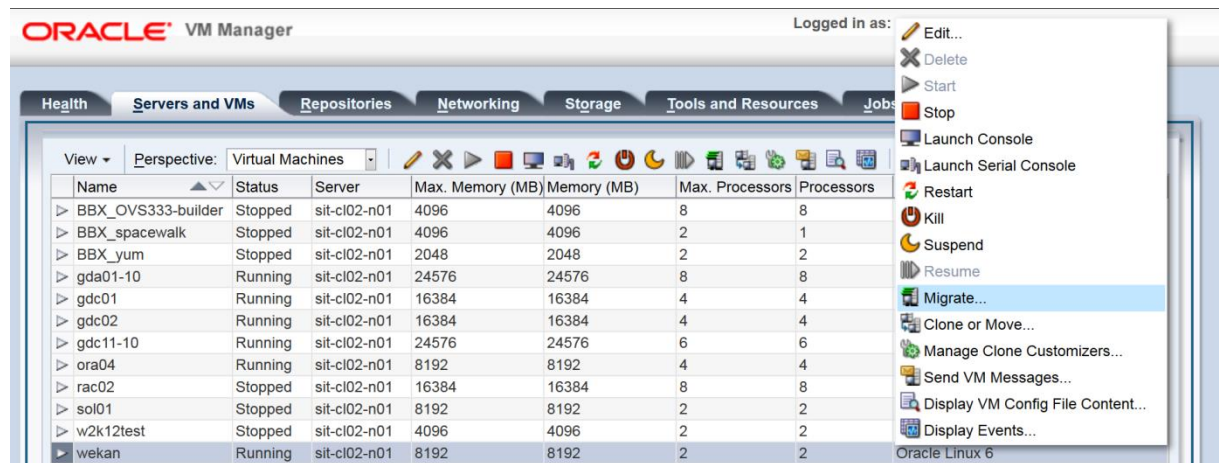 ORACLE VM Manager
Logged in as:
Health Servers and VMs Repositories Networking Storage Tools and Resources Jobs
View Perspective: Virtual Machines
Name Status Server Max. Memory (MB) Memory (MB) Max. Processors Processors
BBX_OVS333-builder Stopped sit-cl02-n01 4096 4096 8 8
BBX_spacewalk Stopped sit-cl02-n01 4096 4096 2 1
BBX_yum Stopped sit-cl02-n01 2048 2048 2 2
gda01-10 Running sit-cl02-n01 24576 24576 8 8
gdc01 Running sit-cl02-n01 16384 16384 4 4
gdc02 Running sit-cl02-n01 16384 16384 4 4
gdc11-10 Running sit-cl02-n01 24576 24576 6 6
ora04 Running sit-cl02-n01 8192 8192 4 4
rac02 Stopped sit-cl02-n01 16384 16384 8 8
sol01 Stopped sit-cl02-n01 8192 8192 2 2
w2k12test Stopped sit-cl02-n01 4096 4096 2 2
wekan Running sit-cl02-n01 8192 8192 2 2 Oracle Linux 6
Edit...
Delete
Start
Stop
Launch Console
Launch Serial Console
Restart
Kill
Suspend
Resume
Migrate...
Clone or Move...
Manage Clone Customizers...
Send VM Messages...
Display VM Config File Content...
Display Events...